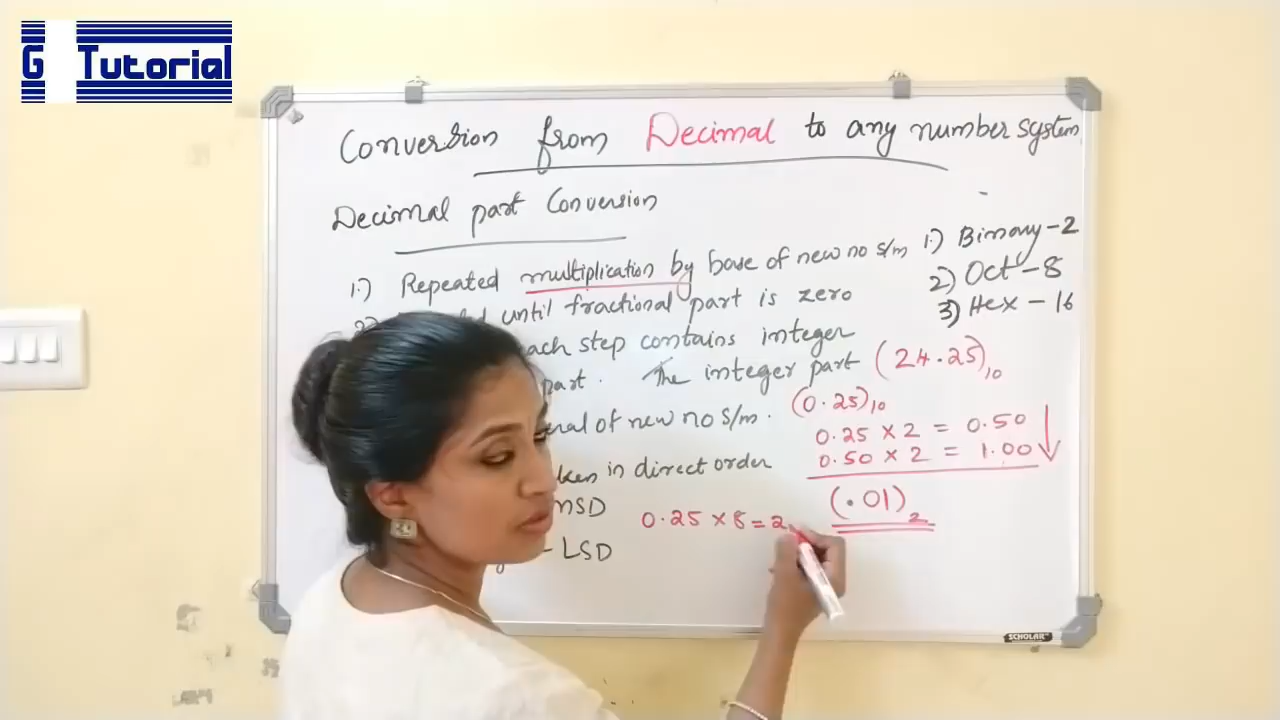 G Tutorial
Conversion from Decimal to any number system
Decimal part Conversion
1.) Repeated multiplication by base of new no s/m
until fractional part is zero
ach step contains integer
part. The integer part
of new no s/m.
ken in direct order
MSD
LSD
1.) Binary - 2
2) Oct - 8
3) Hex - 16
(24.25)10
(0.25)10
0.25 × 2 = 0.50
0.50 × 2 = 1.00
(.01)2
0.25 × 8 = 2
SCHOLAR